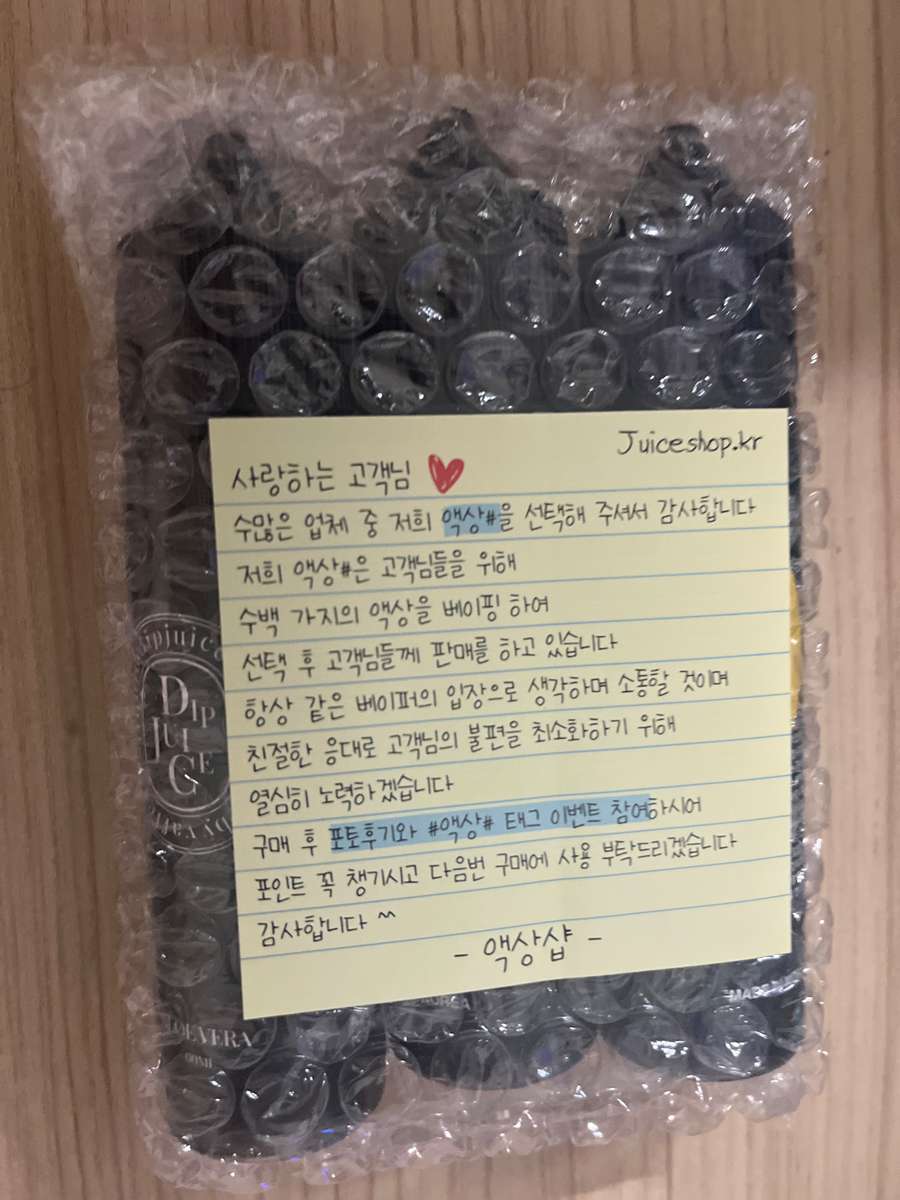 Juiceshop.kr
사랑하는 고객님
수많은 업체 중 저희 액상#을 선택해 주셔서 감사합니다
저희 액상#은 고객님들을 위해
수백 가지의 액상을 베이핑 하여
선택 후 고객님들께 판매를 하고 있습니다
항상 같은 베이퍼의 입장으로 생각하며 소통할 것이며
친절한 응대로 고객님의 불편을 최소화하기 위해
열심히 노력하겠습니다
구매 후 포토후기와 #액상# 태그 이벤트 참여하시어
포인트 꼭 챙기시고 다음번 구매에 사용 부탁드리겠습니다
감사합니다 ^^
- 액상샵 -
DIP
JUI
CE